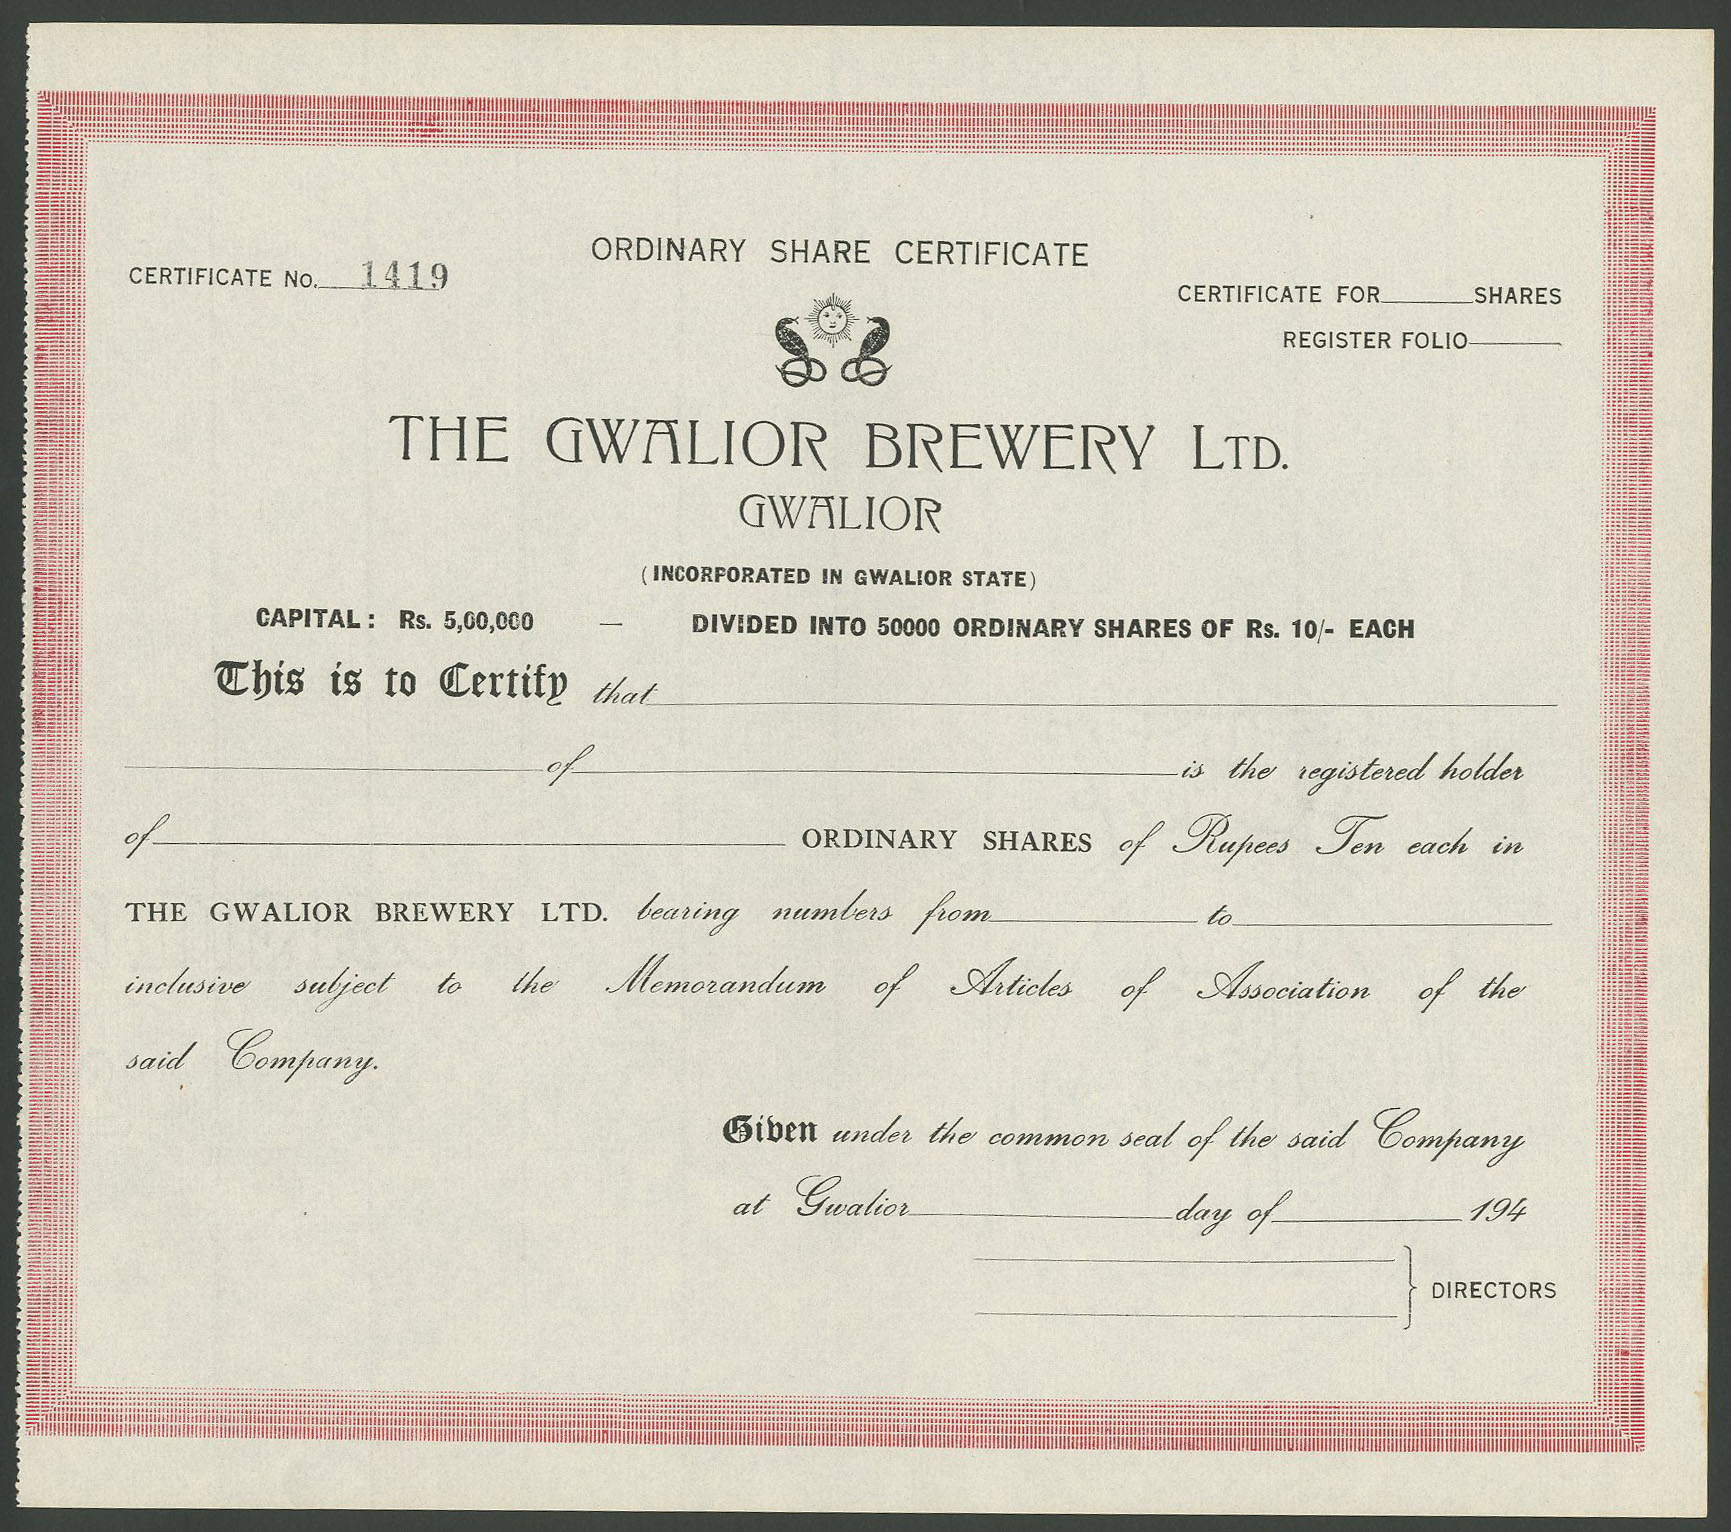 ORDINARY SHARE CERTIFICATE
CERTIFICATE No. 1419
CERTIFICATE FOR SHARES
REGISTER FOLIO
THE GWALIOR BREWERY LTD.
GWALIOR
(INCORPORATED IN GWALIOR STATE)
CAPITAL: Rs. 5,00,000 — DIVIDED INTO 50000 ORDINARY SHARES OF Rs. 10/- EACH
This is to Certify that
of is the registered holder
of ORDINARY SHARES of Rupees Ten each in
THE GWALIOR BREWERY LTD. bearing numbers from to
inclusive subject to the Memorandum of Articles of Association of the
said Company.
Given under the common seal of the said Company
at Gwalior day of 194
DIRECTORS